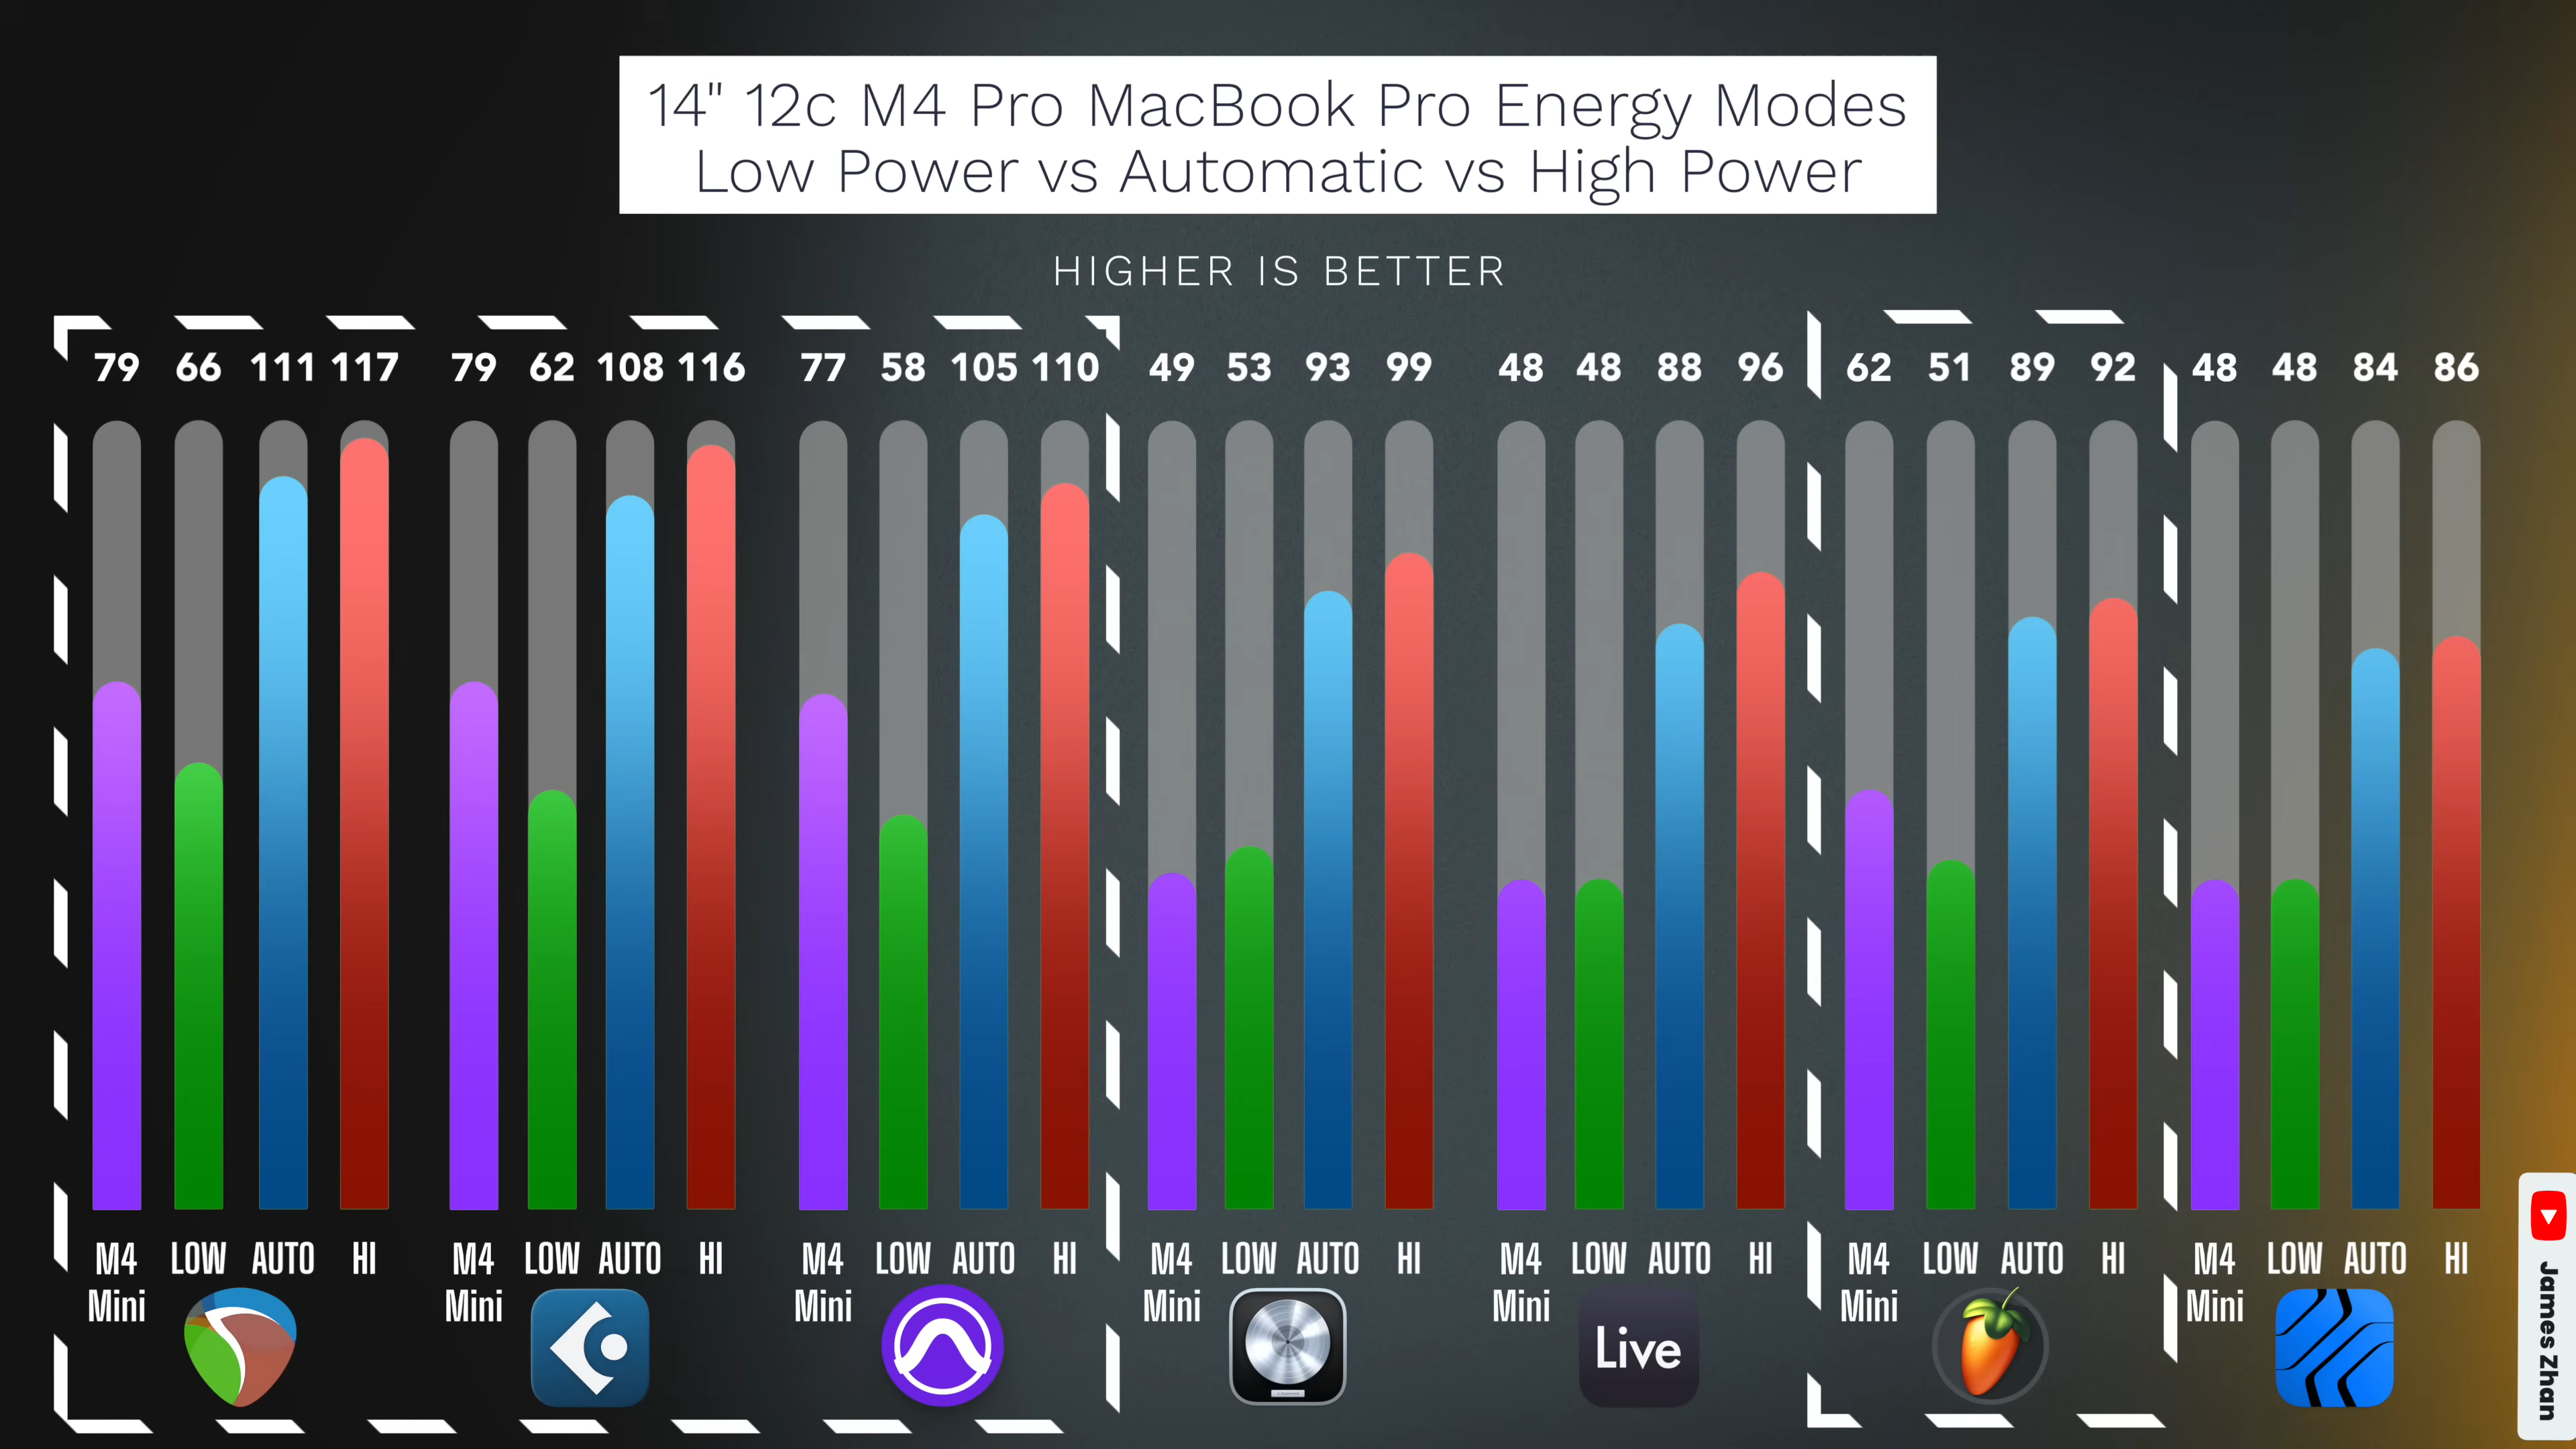 14" 12c M4 Pro MacBook Pro Energy Modes
Low Power vs Automatic vs High Power
HIGHER IS BETTER
79 66 111 117 79 62 108 116 77 58 105 110 49 53 93 99 48 48 88 96 62 51 89 92 48 48 84 86
M4 LOW AUTO HI M4 LOW AUTO HI M4 LOW AUTO HI M4 LOW AUTO HI M4 LOW AUTO HI M4 LOW AUTO HI M4 LOW AUTO HI
Mini Mini Mini Mini Mini Mini Mini
Live
James Zhan